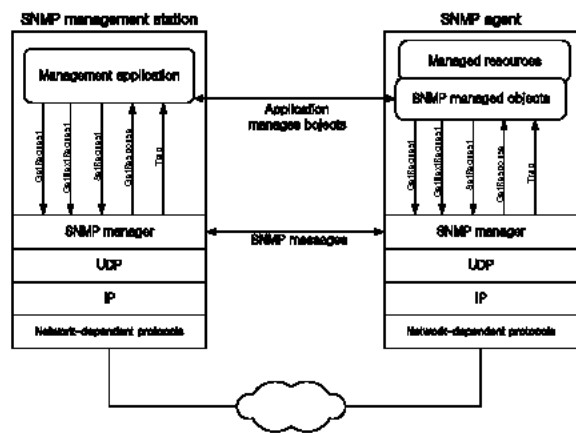 SNMP management station
SNMP agent
Management application
Managed resources
SNMP managed objects
Application
manages bojects
GetRequest
GetNextRequest
SetRequest
GetResponse
Trap
GetRequest
GetNextRequest
SetRequest
GetResponse
Trap
SNMP manager
SNMP messages
SNMP manager
UDP
UDP
IP
IP
Network-dependent protocols
Network-dependent protocols